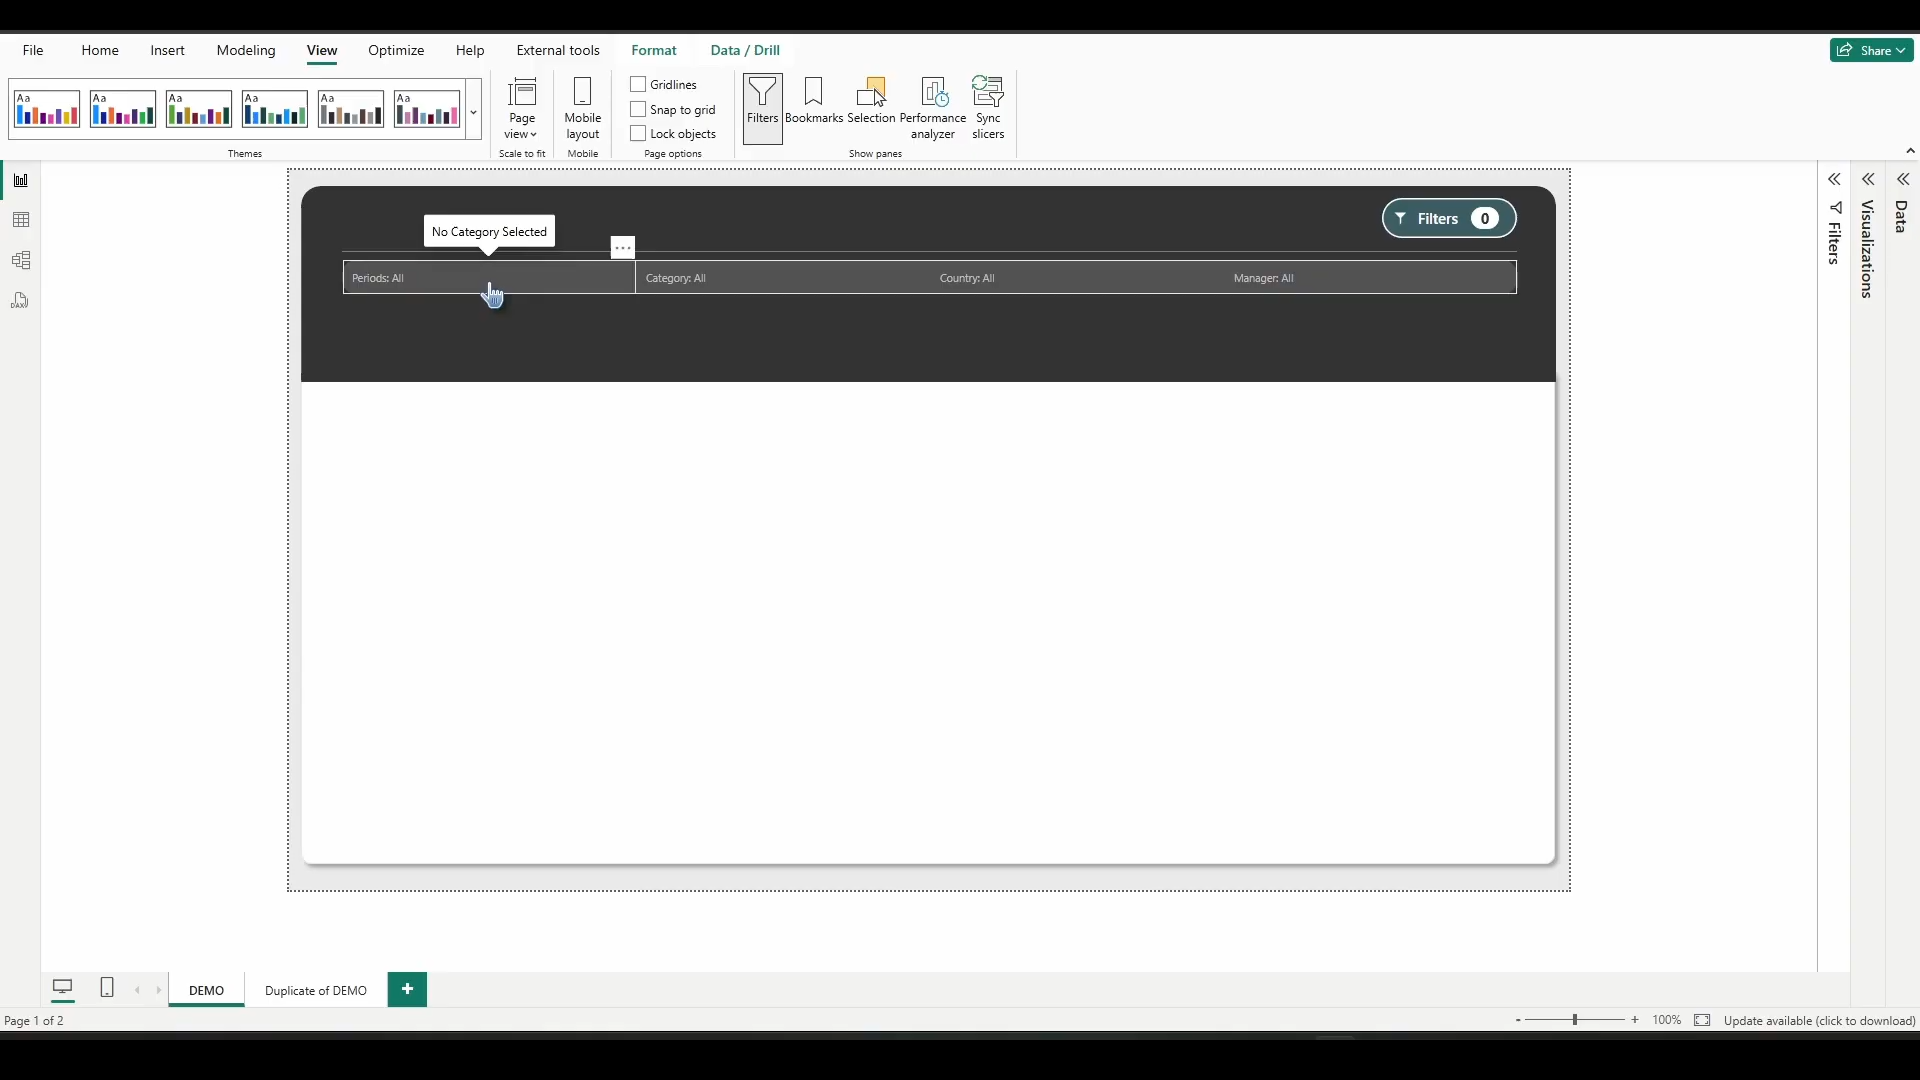 File Home Insert Modeling View Optimize Help External tools Format Data / Drill Share
Aa Aa Aa Aa Aa Aa
Gridlines
Snap to grid
Lock objects
Page view
Mobile layout
Filters
Bookmarks
Selection
Performance analyzer
Sync slicers
Themes
Scale to fit
Mobile
Page options
Show panes
No Category Selected
Filters 0
Periods: All
Category: All
Country: All
Manager: All
Filters
Visualizations
Data
DAX
DEMO
Duplicate of DEMO
+
Page 1 of 2
- + 100%
Update available (click to download)